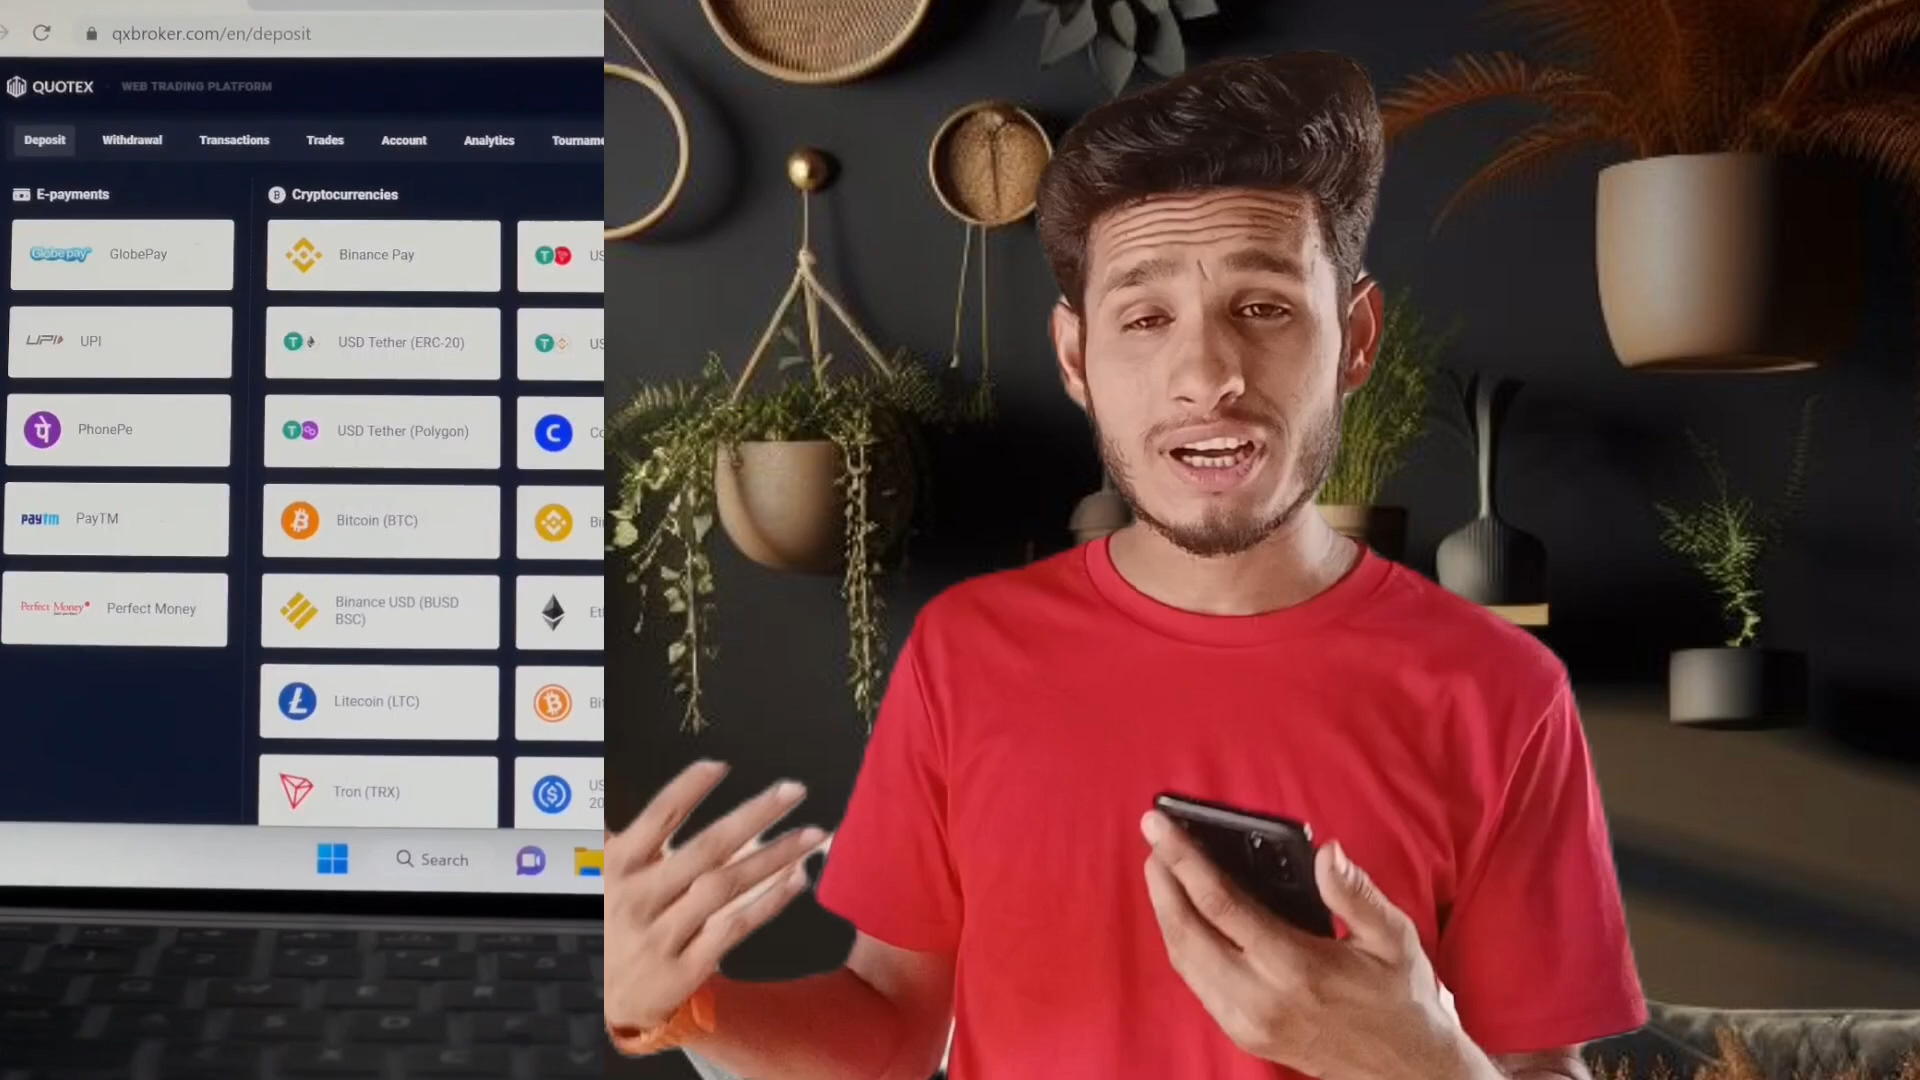 qxbroker.com/en/deposit
QUOTEX WEB TRADING PLATFORM
Deposit Withdrawal Transactions Trades Account Analytics
E-payments
Cryptocurrencies
Globepay GlobePay
UPI UPI
पे PhonePe
PayTM PayTM
Perfect Money Perfect Money
Binance Pay
USD Tether (ERC-20)
USD Tether (Polygon)
Bitcoin (BTC)
Binance USD (BUSD
BSC)
Litecoin (LTC)
Tron (TRX)
Search